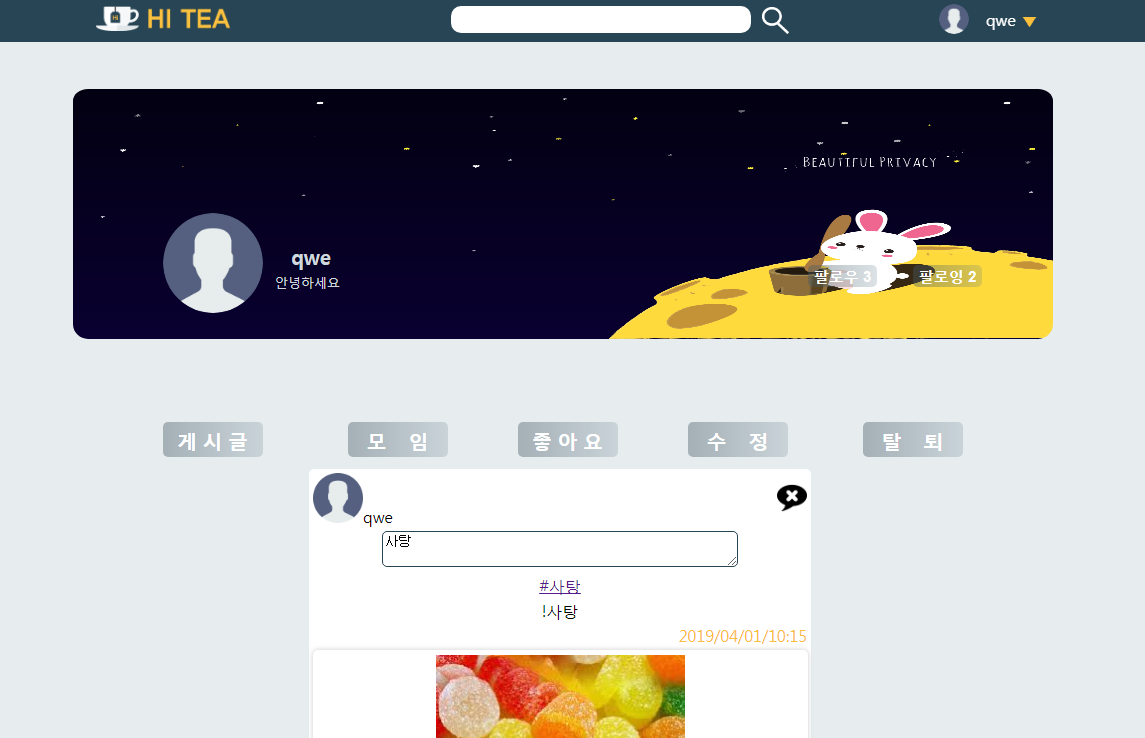 HI
HI TEA
qwe
BEAUTIFUL PRIVACY
qwe
안녕하세요
팔로우 3
팔로잉 2
게시글
모 임
좋아요
수 정
탈 퇴
qwe
사탕
#사탕
!사탕
2019/04/01/10:15